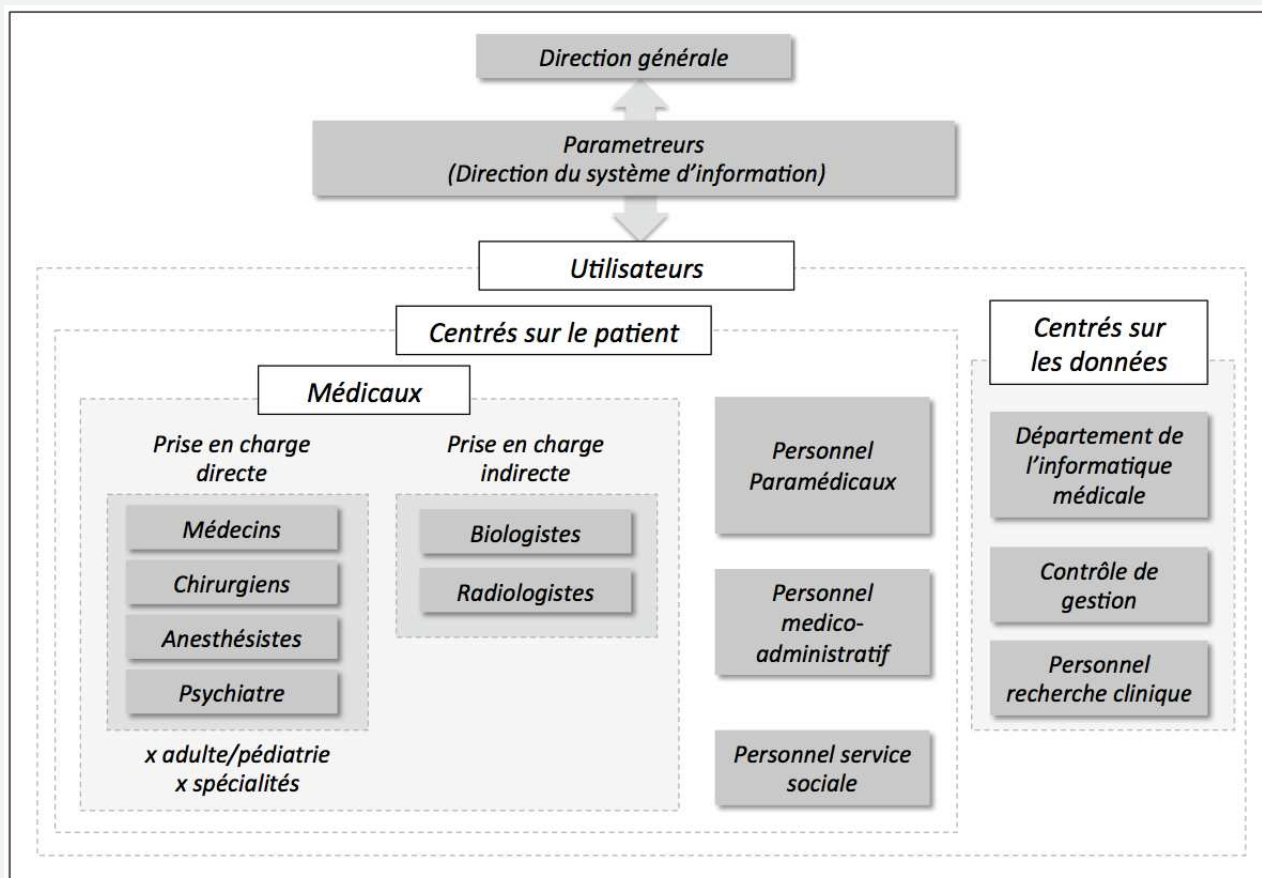 Direction générale
Parametreurs
(Direction du système d'information)
Utilisateurs
Centrés sur le patient
Médicaux
Prise en charge
directe
Médecins
Chirurgiens
Anesthésistes
Psychiatre
x adulte/pédiatrie
x spécialités
Prise en charge
indirecte
Biologistes
Radiologistes
Personnel
Paramédicaux
Personnel
medico-
administratif
Personnel service
sociale
Centrés sur
les données
Département de
l'informatique
médicale
Contrôle de
gestion
Personnel
recherche clinique